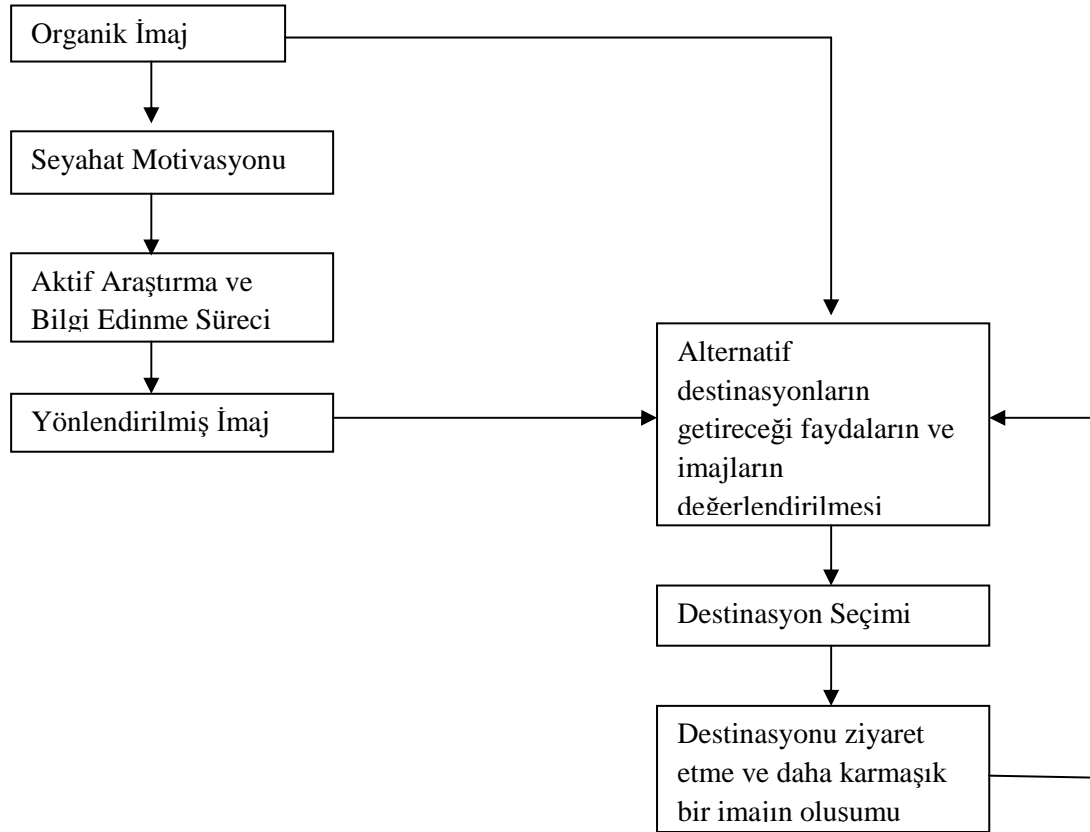 Organik İmaj
Seyahat Motivasyonu
Aktif Araştırma ve
Bilgi Edinme Süreci
Yönlendirilmiş İmaj
Alternatif
destinasyonların
getireceği faydaların ve
imajların
değerlendirilmesi
Destinasyon Seçimi
Destinasyonu ziyaret
etme ve daha karmaşık
bir imajın oluşumu